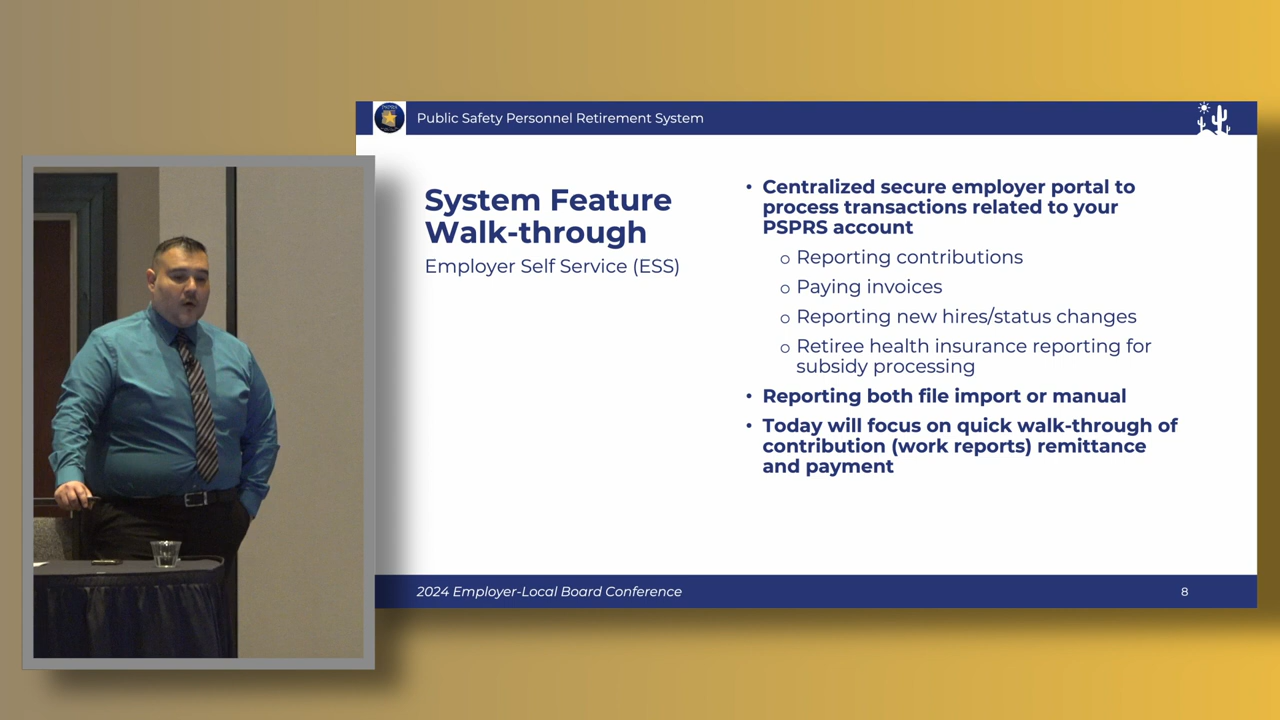 Public Safety Personnel Retirement System
System Feature
Walk-through
Employer Self Service (ESS)
• Centralized secure employer portal to
process transactions related to your
PSPRS account
o Reporting contributions
o Paying invoices
o Reporting new hires/status changes
o Retiree health insurance reporting for
subsidy processing
• Reporting both file import or manual
• Today will focus on quick walk-through of
contribution (work reports) remittance
and payment
2024 Employer-Local Board Conference
8